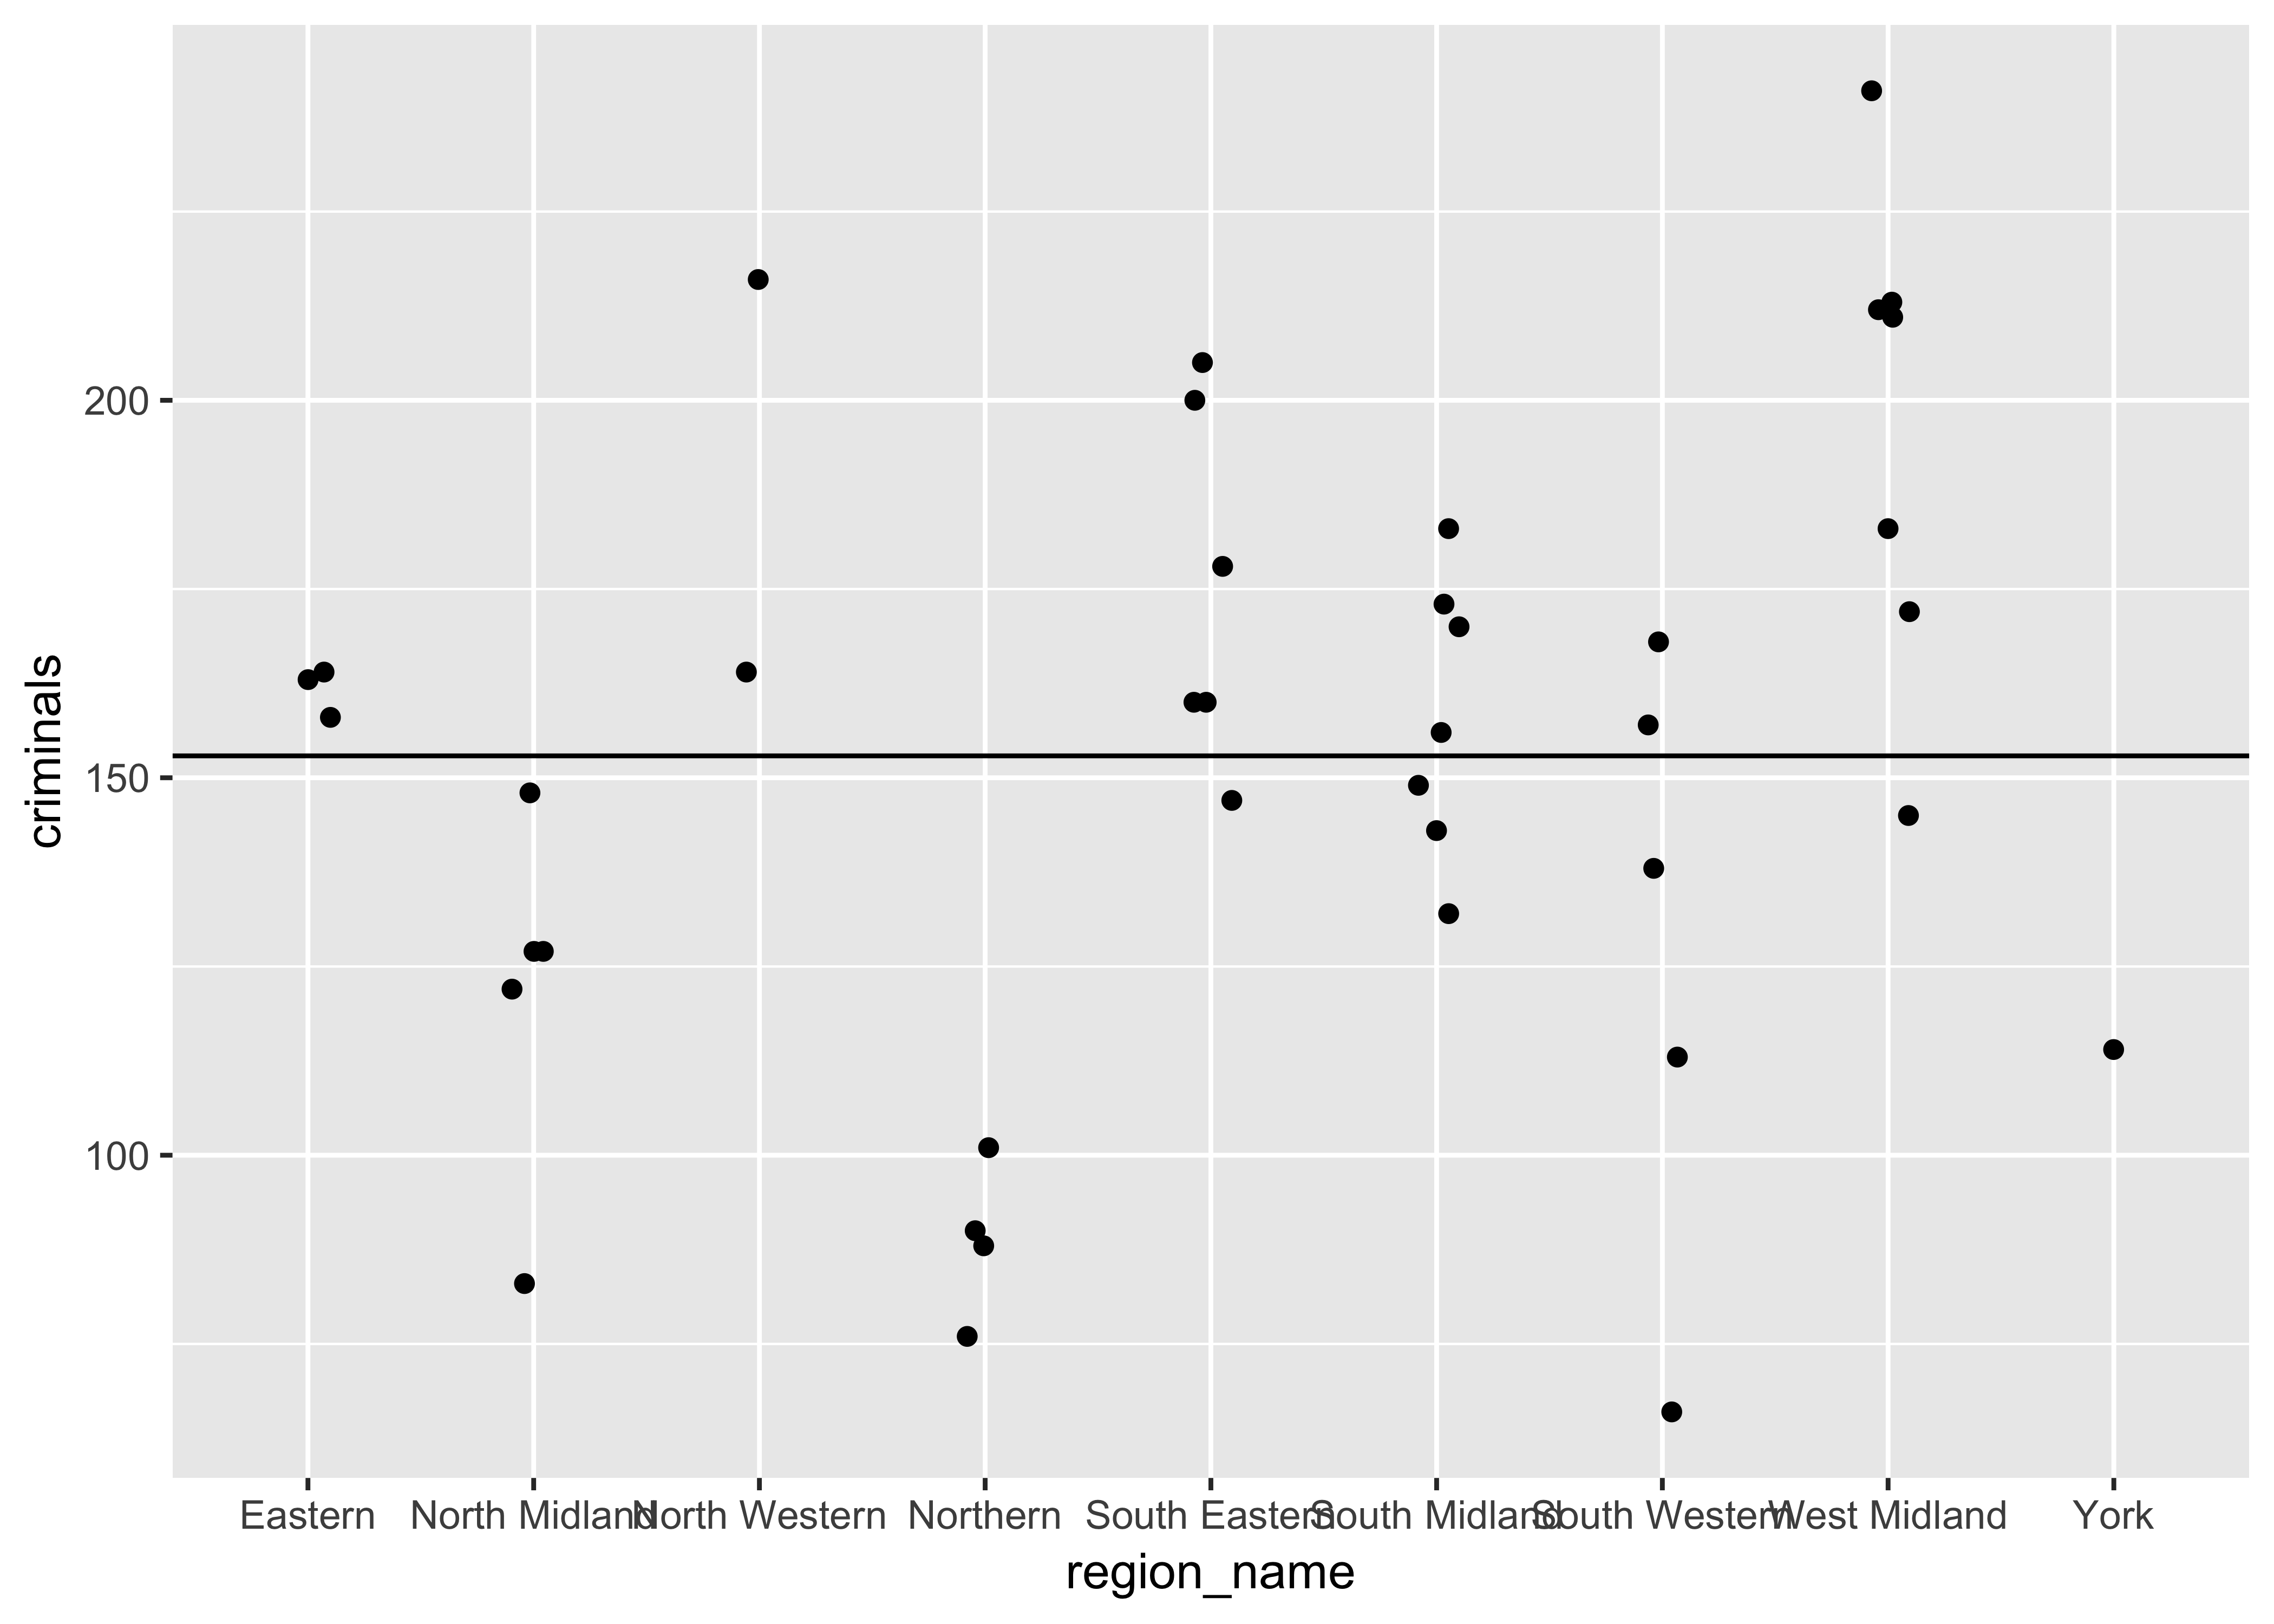 criminals
200
150
100
Eastern North Midland North Western Northern South Eastern South Midland South Western West Midland York
region_name